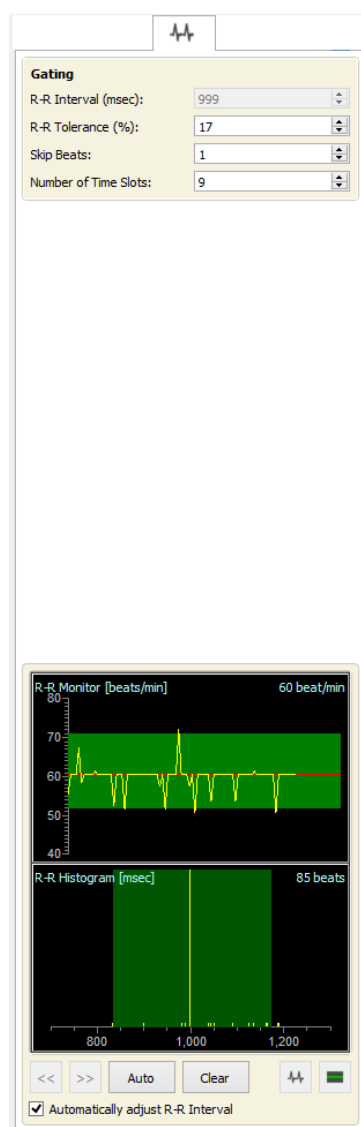 Gating
R-R Interval (msec): 999
R-R Tolerance (%): 17
Skip Beats: 1
Number of Time Slots: 9
R-R Monitor [beats/min] 60 beat/min
80
70
60
50
40
R-R Histogram [msec] 85 beats
800 1,000 1,200
<< >> Auto Clear
Automatically adjust R-R Interval